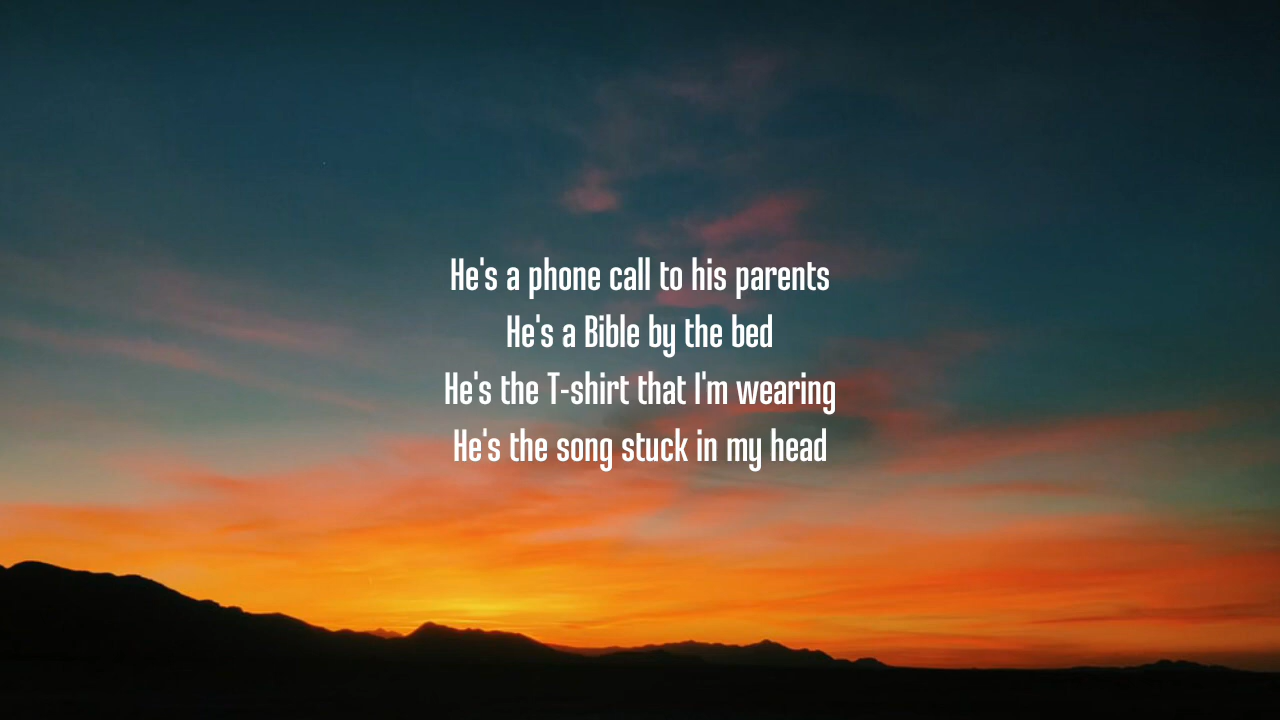 He's a phone call to his parents
He's a Bible by the bed
He's the T-shirt that I'm wearing
He's the song stuck in my head